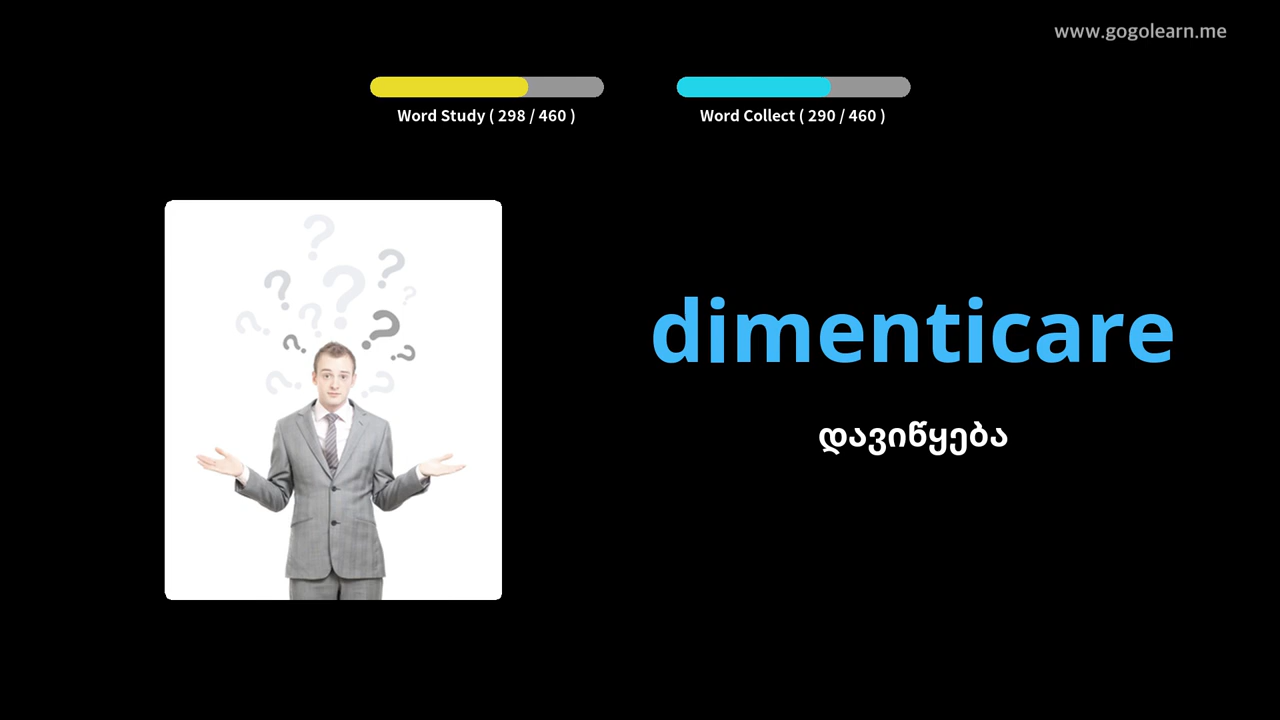 www.gogolearn.me
Word Study ( 298 / 460 )
Word Collect ( 290 / 460 )
dimenticare
დავიწყება